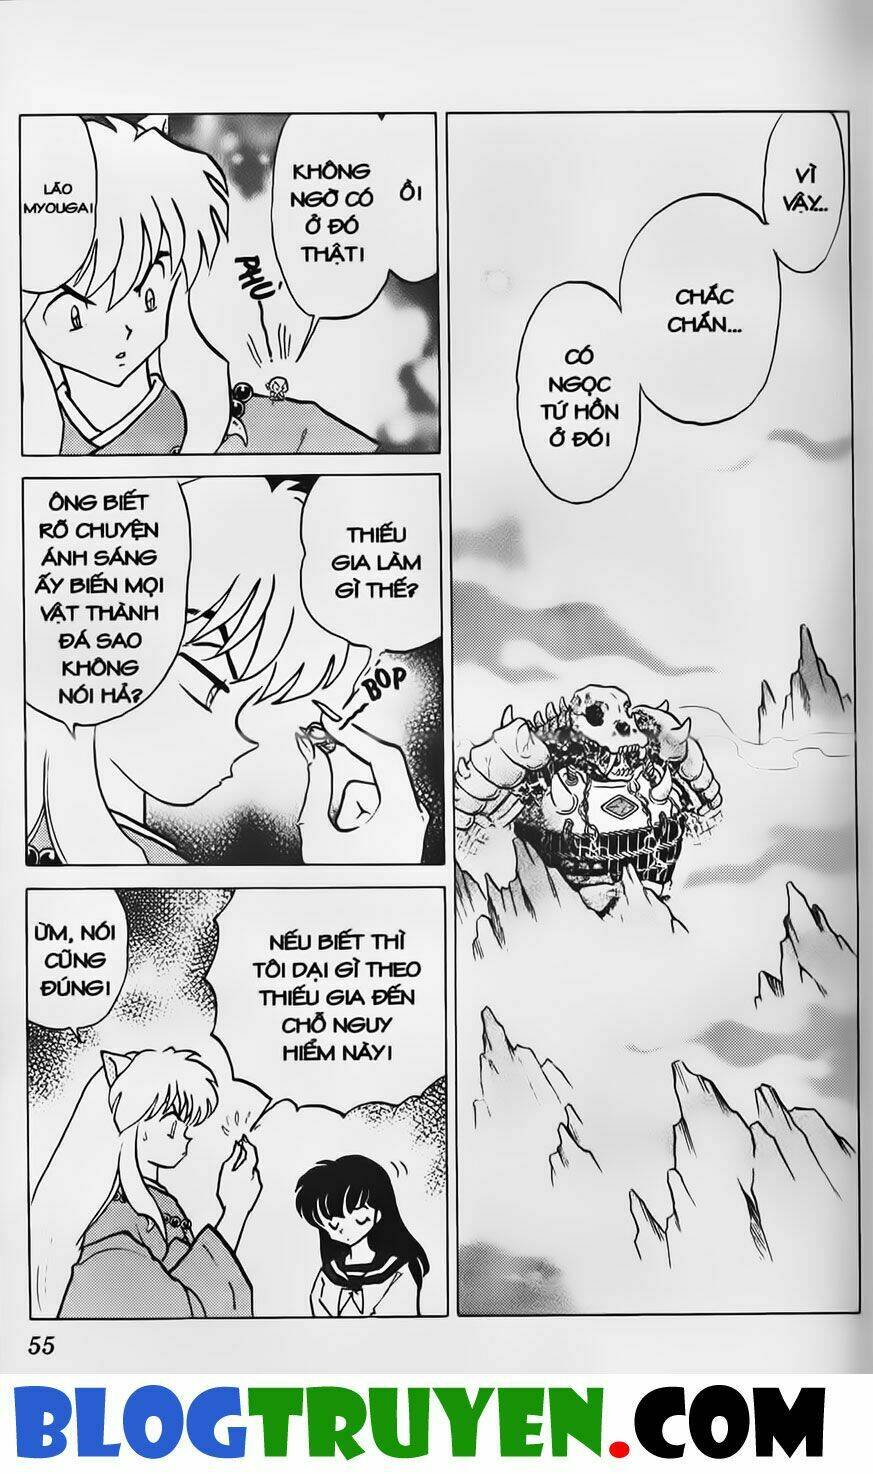 VÌ
VẬY...
CHẮC
CHẮN...
CÓ
NGỌC
TỨ HỒN
Ở ĐÓ!
ỒI
KHÔNG
NGỜ CÓ
Ở ĐÓ
THẬT!
PHÙ
LÃO
MYOUGA!
THIẾU
GIA LÀM
GÌ THẾ?
BÓP
ÔNG BIẾT
RÕ CHUYỆN
ÁNH SÁNG
ẤY BIẾN MỌI
VẬT THÀNH
ĐÁ SAO
KHÔNG
NÓI HẢ?
NẾU BIẾT THÌ
TÔI DẠI GÌ THEO
THIẾU GIA ĐẾN
CHỖ NGUY
HIỂM NÀY!
ỪM, NÓI
CŨNG
ĐÚNG!
55
BLOGTRUYEN.COM